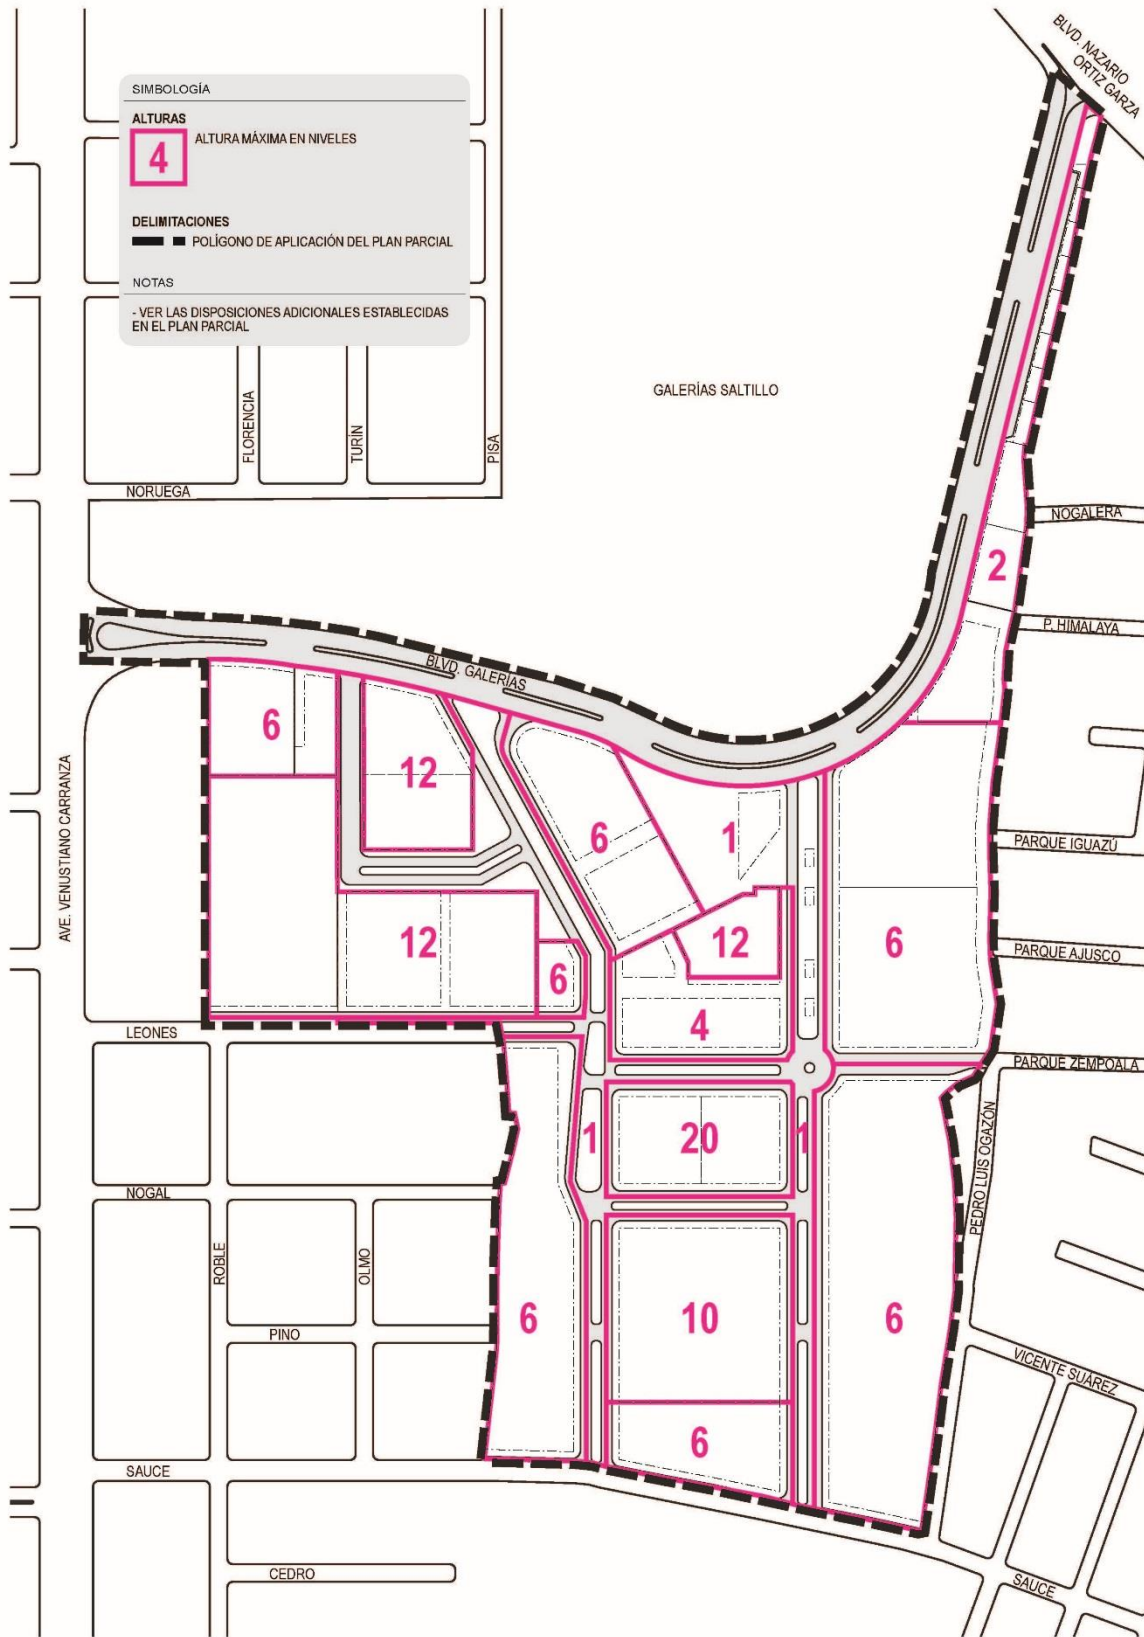 BLVD. NAZARIO
ORTIZ GARZA
SIMBOLOGÍA
ALTURAS
4
ALTURA MÁXIMA EN NIVELES
DELIMITACIONES
POLÍGONO DE APLICACIÓN DEL PLAN PARCIAL
NOTAS
- VER LAS DISPOSICIONES ADICIONALES ESTABLECIDAS
EN EL PLAN PARCIAL
GALERÍAS SALTILLO
FLORENCIA
TURÍN
PISA
NORUEGA
NOGALERA
2
P. HIMALAYA
BLVD. GALERÍAS
6
12
AVE. VENUSTIANO CARRANZA
6
1
PARQUE IGUAZÚ
12
12
6
PARQUE AJUSCO
6
4
LEONES
PARQUE ZEMPOALA
1
20
1
PEDRO LUIS OGAZÓN
NOGAL
ROBLE
OLMO
6
10
6
PINO
VICENTE SUÁREZ
6
SAUCE
CEDRO
SAUCE